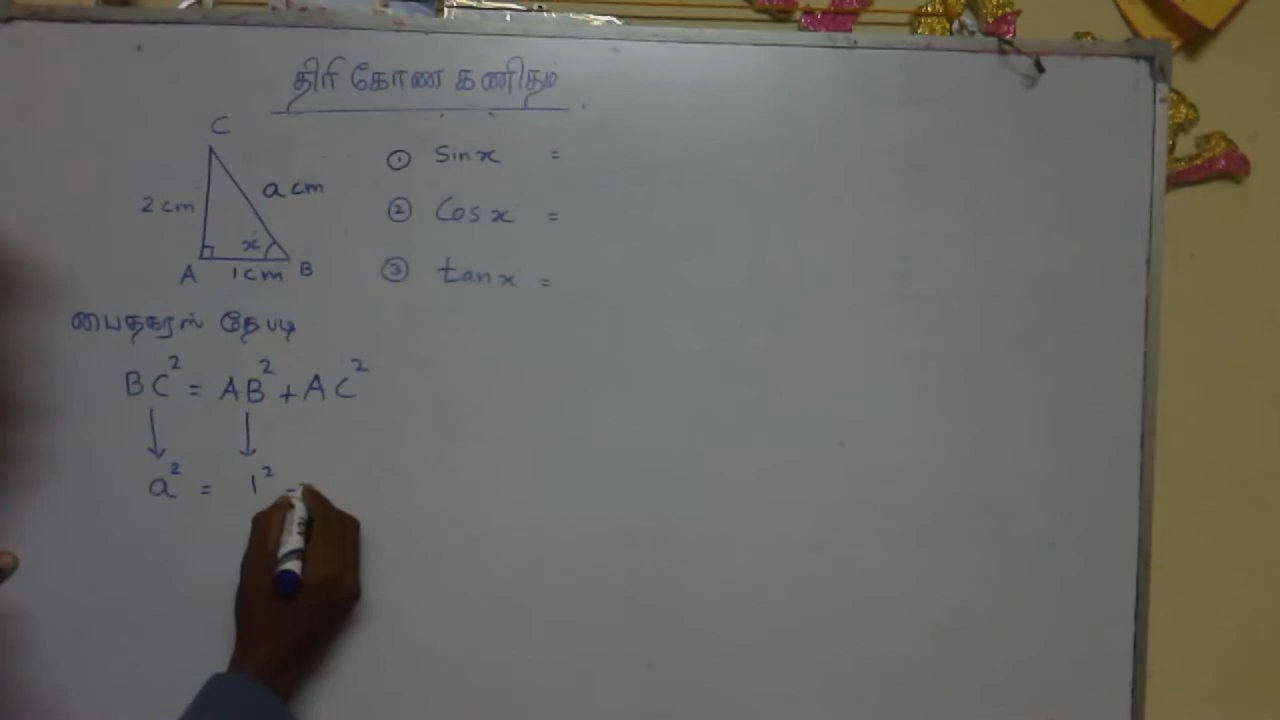 திரி கோண கணிதம்
C
① Sin x =
2 cm
a cm
② Cos x =
x
A
1 cm
B
③ tan x =
பைதகரஸ் தேபடி
BC² = AB² + AC²
↓ ↓
a² = 1²